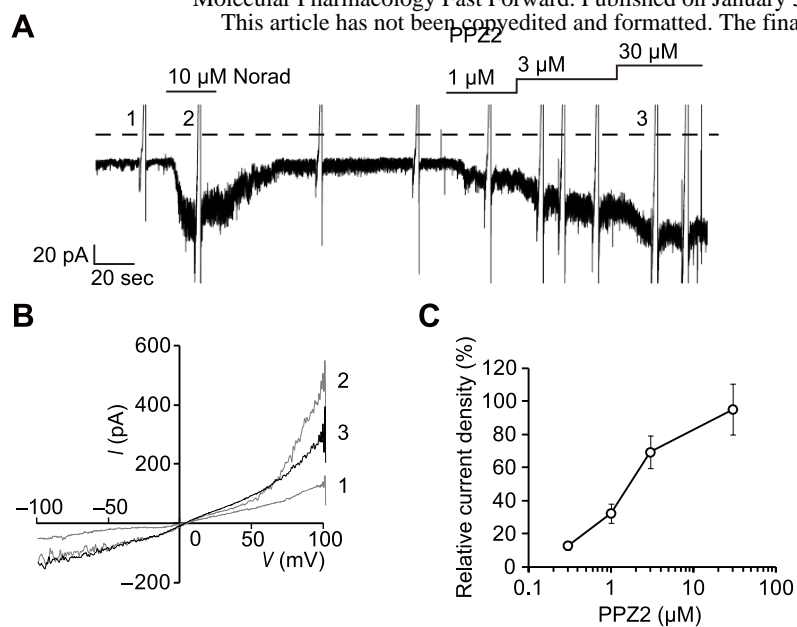 Molecular Pharmacology Fast Forward. Published on January
This article has not been copyedited and formatted. The fina
A
PPZ2
10 µM Norad
1 µM
3 µM
30 µM
1
2
3
20 pA
20 sec
B
600
400
200
–200
I (pA)
–100
–50
0
50
100
V (mV)
2
3
1
C
Relative current density (%)
120
100
80
60
40
20
0
0.1
1
10
100
PPZ2 (µM)